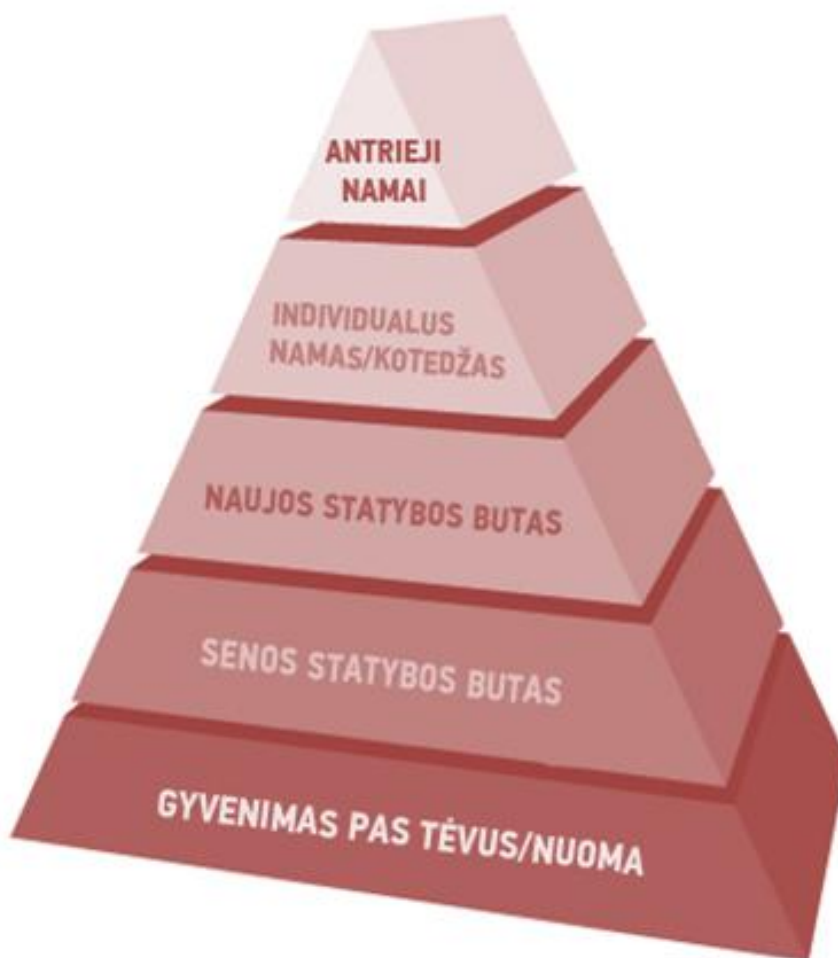 ANTRIEJI
NAMAI
INDIVIDUALUS
NAMAS/KOTEDŽAS
NAUJOS STATYBOS BUTAS
SENOS STATYBOS BUTAS
GYVENIMAS PAS TĖVUS/NUOMA